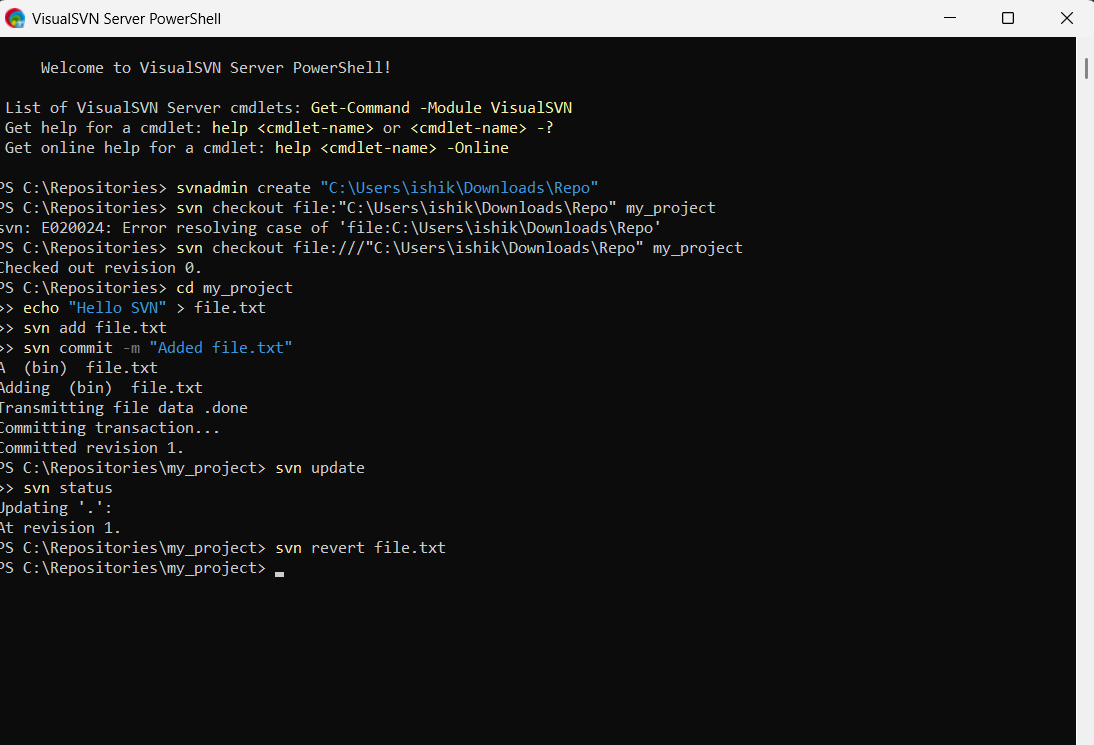 VisualSVN Server PowerShell
Welcome to VisualSVN Server PowerShell!
List of VisualSVN Server cmdlets: Get-Command -Module VisualSVN
Get help for a cmdlet: help <cmdlet-name> or <cmdlet-name> -?
Get online help for a cmdlet: help <cmdlet-name> -Online
PS C:\Repositories> svnadmin create "C:\Users\ishik\Downloads\Repo"
PS C:\Repositories> svn checkout file:"C:\Users\ishik\Downloads\Repo" my_project
svn: E020024: Error resolving case of 'file:C:\Users\ishik\Downloads\Repo'
PS C:\Repositories> svn checkout file:///"C:\Users\ishik\Downloads\Repo" my_project
Checked out revision 0.
PS C:\Repositories> cd my_project
>> echo "Hello SVN" > file.txt
>> svn add file.txt
>> svn commit -m "Added file.txt"
A  (bin)  file.txt
Adding  (bin)  file.txt
Transmitting file data .done
Committing transaction...
Committed revision 1.
PS C:\Repositories\my_project> svn update
>> svn status
Updating '.':
At revision 1.
PS C:\Repositories\my_project> svn revert file.txt
PS C:\Repositories\my_project>